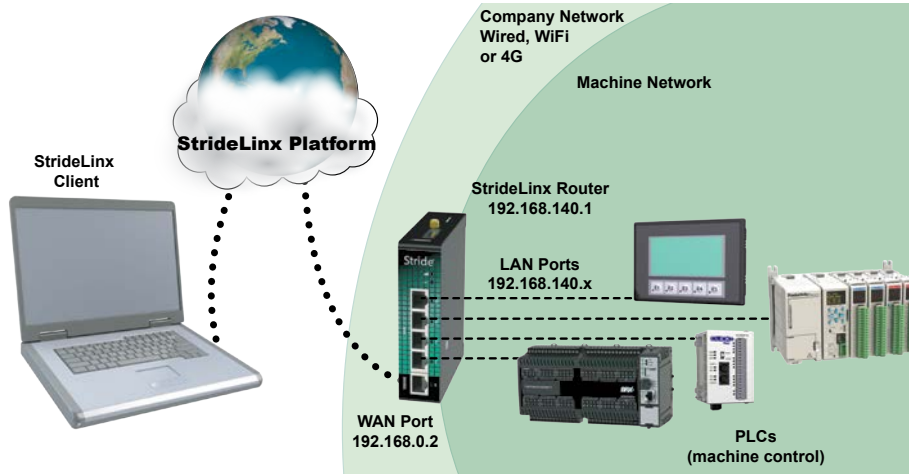 Company Network
Wired, WiFi
or 4G
Machine Network
StrideLinx Platform
StrideLinx
Client
StrideLinx Router
192.168.140.1
Stride
LAN Ports
192.168.140.x
WAN Port
192.168.0.2
PLCs
(machine control)